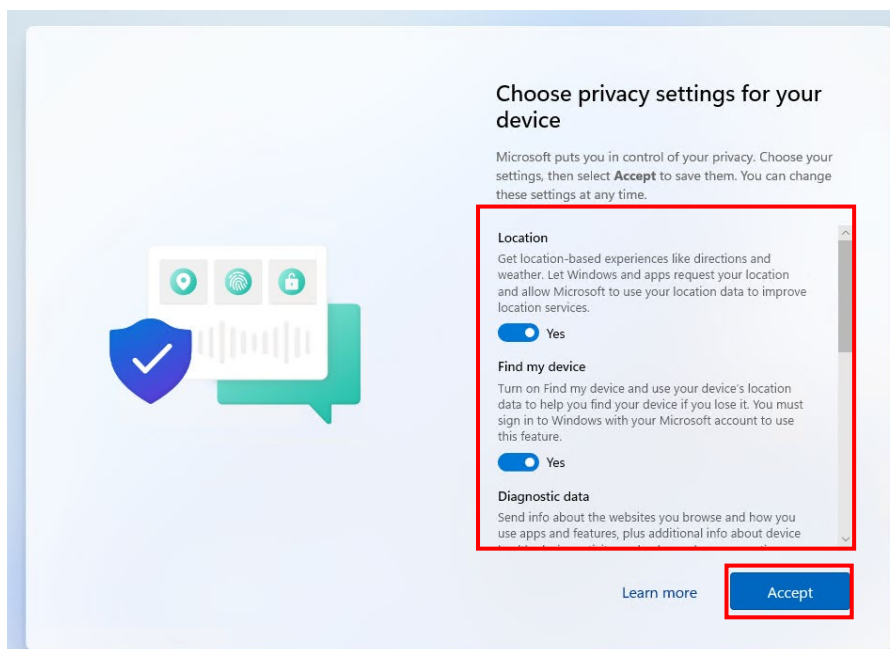 Choose privacy settings for your
device
Microsoft puts you in control of your privacy. Choose your
settings, then select Accept to save them. You can change
these settings at any time.
Location
Get location-based experiences like directions and
weather. Let Windows and apps request your location
and allow Microsoft to use your location data to improve
location services.
Yes
Find my device
Turn on Find my device and use your device's location
data to help you find your device if you lose it. You must
sign in to Windows with your Microsoft account to use
this feature.
Yes
Diagnostic data
Send info about the websites you browse and how you
use apps and features, plus additional info about device
Learn more
Accept